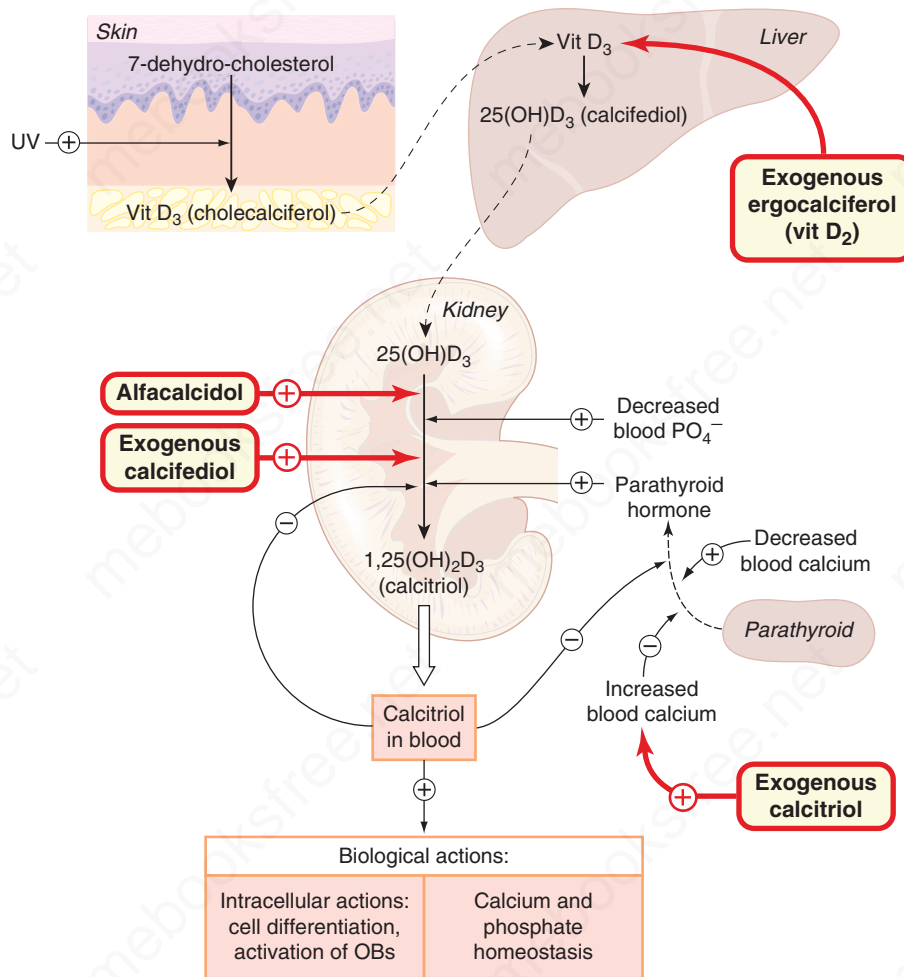 Skin
7-dehydro-cholesterol
UV
+
Vit D₃ (cholecalciferol)
Liver
Vit D₃
25(OH)D₃ (calcifediol)
Exogenous
ergocalciferol
(vit D₂)
Kidney
25(OH)D₃
Alfacalcidol
+
Exogenous
calcifediol
+
+
Decreased
blood PO₄⁻
+
Parathyroid
hormone
−
1,25(OH)₂D₃
(calcitriol)
+
Decreased
blood calcium
Parathyroid
−
−
Increased
blood calcium
Calcitriol
in blood
+
Exogenous
calcitriol
+
Biological actions:
Intracellular actions:
cell differentiation,
activation of OBs
Calcium and
phosphate
homeostasis
mebooksfree.net